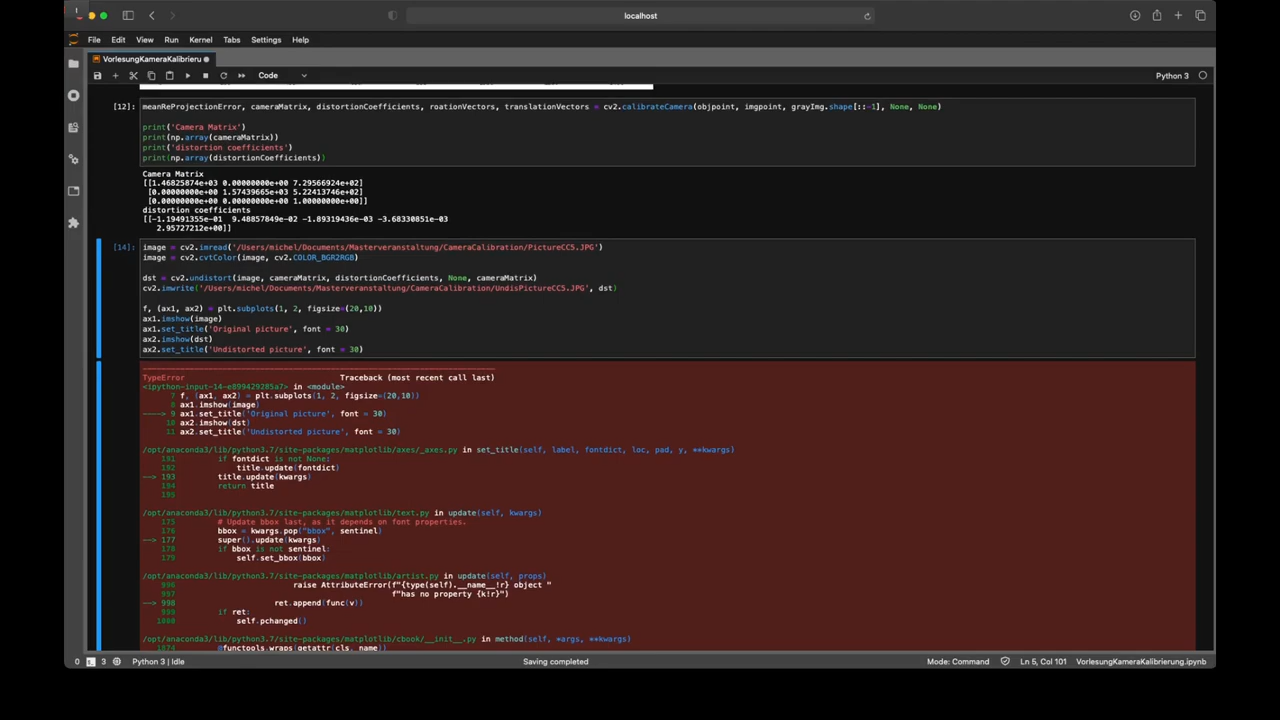 localhost
File Edit View Run Kernel Tabs Settings Help
VorlesungKameraKalibrieru
Code
Python 3
[12]: meanReProjectionError, cameraMatrix, distortionCoefficients, roationVectors, translationVectors = cv2.calibrateCamera(objpoint, imgpoint, grayImg.shape[::-1], None, None)
print('Camera Matrix')
print(np.array(cameraMatrix))
print('distortion coefficients')
print(np.array(distortionCoefficients))
Camera Matrix
[[1.46825874e+03 0.00000000e+00 7.29566924e+02]
[0.00000000e+00 1.57439665e+03 5.22413746e+02]
[0.00000000e+00 0.00000000e+00 1.00000000e+00]]
distortion coefficients
[[-1.19491355e-01 9.48857849e-02 -1.89319436e-03 -3.68330851e-03
2.95727212e+00]]
[14]: image = cv2.imread('/Users/michel/Documents/Masterveranstaltung/CameraCalibration/PictureCC5.JPG')
image = cv2.cvtColor(image, cv2.COLOR_BGR2RGB)
dst = cv2.undistort(image, cameraMatrix, distortionCoefficients, None, cameraMatrix)
cv2.imwrite('/Users/michel/Documents/Masterveranstaltung/CameraCalibration/UndisPictureCC5.JPG', dst)
f, (ax1, ax2) = plt.subplots(1, 2, figsize=(20,10))
ax1.imshow(image)
ax1.set_title('Original picture', font = 30)
ax2.imshow(dst)
ax2.set_title('Undistorted picture', font = 30)
TypeError Traceback (most recent call last)
<ipython-input-14-e899429285a7> in <module>
7 f, (ax1, ax2) = plt.subplots(1, 2, figsize=(20,10))
8 ax1.imshow(image)
----> 9 ax1.set_title('Original picture', font = 30)
10 ax2.imshow(dst)
11 ax2.set_title('Undistorted picture', font = 30)
/opt/anaconda3/lib/python3.7/site-packages/matplotlib/axes/_axes.py in set_title(self, label, fontdict, loc, pad, y, **kwargs)
191 if fontdict is not None:
192 title.update(fontdict)
--> 193 title.update(kwargs)
194 return title
195
/opt/anaconda3/lib/python3.7/site-packages/matplotlib/text.py in update(self, kwargs)
175 # Update bbox last, as it depends on font properties.
176 bbox = kwargs.pop("bbox", sentinel)
--> 177 super().update(kwargs)
178 if bbox is not sentinel:
179 self.set_bbox(bbox)
/opt/anaconda3/lib/python3.7/site-packages/matplotlib/artist.py in update(self, props)
996 raise AttributeError(f"{type(self).__name__!r} object "
997 f"has no property {k!r}")
--> 998 ret.append(func(v))
999 if ret:
1000 self.pchanged()
/opt/anaconda3/lib/python3.7/site-packages/matplotlib/cbook/__init__.py in method(self, *args, **kwargs)
1874 @functools.wraps(getattr(cls, name))
0 3 Python 3 | Idle Saving completed Mode: Command Ln 5, Col 101 VorlesungKameraKalibrierung.ipynb